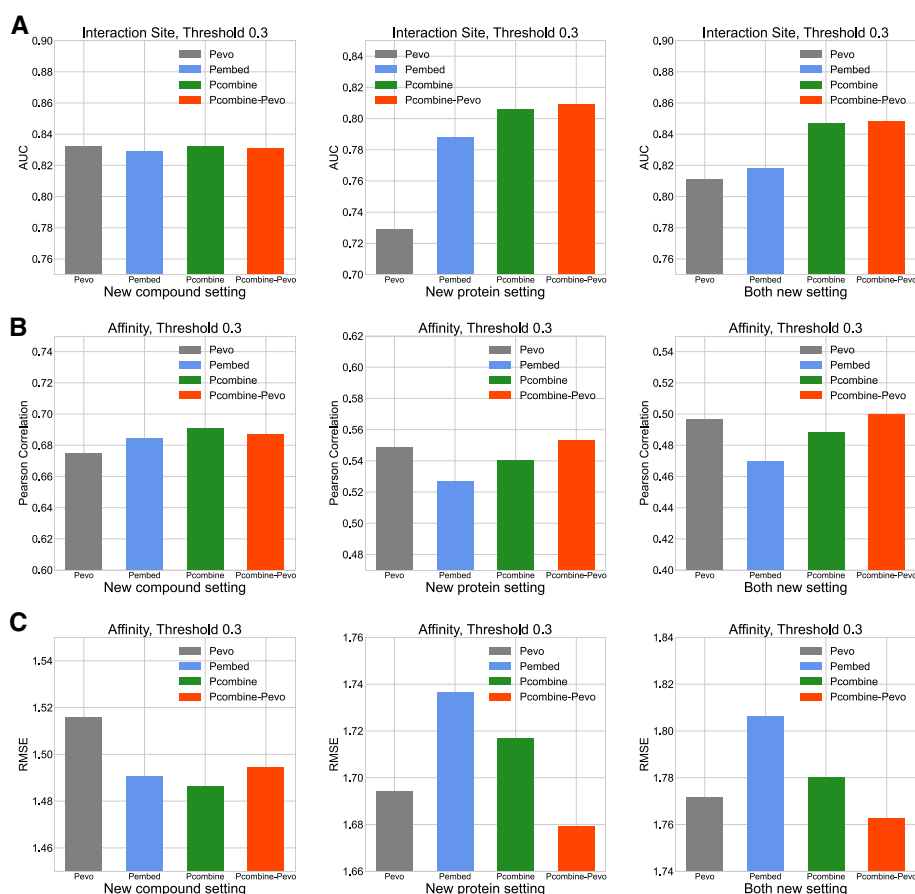 A
Interaction Site, Threshold 0.3
0.90
0.88
0.86
0.84
0.82
0.80
0.78
0.76
AUC
Pevo
Pembed
Pcombine
Pcombine-Pevo
Pevo
Pembed
Pcombine
Pcombine-Pevo
New compound setting
Interaction Site, Threshold 0.3
0.84
0.82
0.80
0.78
0.76
0.74
0.72
0.70
AUC
Pevo
Pembed
Pcombine
Pcombine-Pevo
Pevo
Pembed
Pcombine
Pcombine-Pevo
New protein setting
Interaction Site, Threshold 0.3
0.90
0.88
0.86
0.84
0.82
0.80
0.78
0.76
AUC
Pevo
Pembed
Pcombine
Pcombine-Pevo
Pevo
Pembed
Pcombine
Pcombine-Pevo
Both new setting
B
Affinity, Threshold 0.3
0.74
0.72
0.70
0.68
0.66
0.64
0.62
0.60
Pearson Correlation
Pevo
Pembed
Pcombine
Pcombine-Pevo
Pevo
Pembed
Pcombine
Pcombine-Pevo
New compound setting
Affinity, Threshold 0.3
0.62
0.60
0.58
0.56
0.54
0.52
0.50
0.48
Pearson Correlation
Pevo
Pembed
Pcombine
Pcombine-Pevo
Pevo
Pembed
Pcombine
Pcombine-Pevo
New protein setting
Affinity, Threshold 0.3
0.54
0.52
0.50
0.48
0.46
0.44
0.42
0.40
Pearson Correlation
Pevo
Pembed
Pcombine
Pcombine-Pevo
Pevo
Pembed
Pcombine
Pcombine-Pevo
Both new setting
C
Affinity, Threshold 0.3
1.54
1.52
1.50
1.48
1.46
RMSE
Pevo
Pembed
Pcombine
Pcombine-Pevo
Pevo
Pembed
Pcombine
Pcombine-Pevo
New compound setting
Affinity, Threshold 0.3
1.76
1.74
1.72
1.70
1.68
1.66
RMSE
Pevo
Pembed
Pcombine
Pcombine-Pevo
Pevo
Pembed
Pcombine
Pcombine-Pevo
New protein setting
Affinity, Threshold 0.3
1.84
1.82
1.80
1.78
1.76
1.74
RMSE
Pevo
Pembed
Pcombine
Pcombine-Pevo
Pevo
Pembed
Pcombine
Pcombine-Pevo
Both new setting